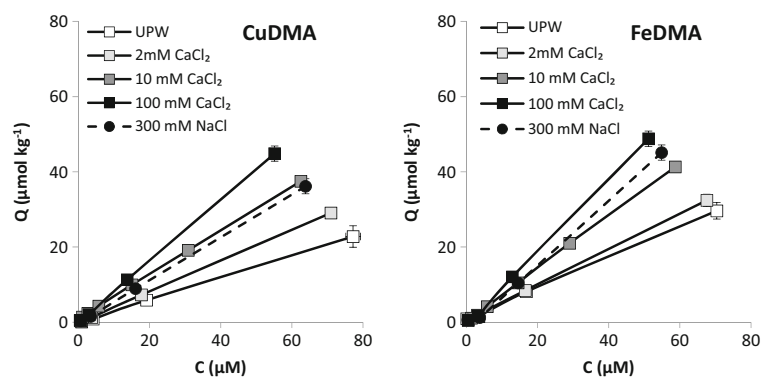 CuDMA
UPW
2mM CaCl₂
10 mM CaCl₂
100 mM CaCl₂
300 mM NaCl
Q (µmol kg⁻¹)
80
60
40
20
0
0 20 40 60 80
C (µM)
FeDMA
UPW
2mM CaCl₂
10 mM CaCl₂
100 mM CaCl₂
300 mM NaCl
Q (µmol kg⁻¹)
80
60
40
20
0
0 20 40 60 80
C (µM)